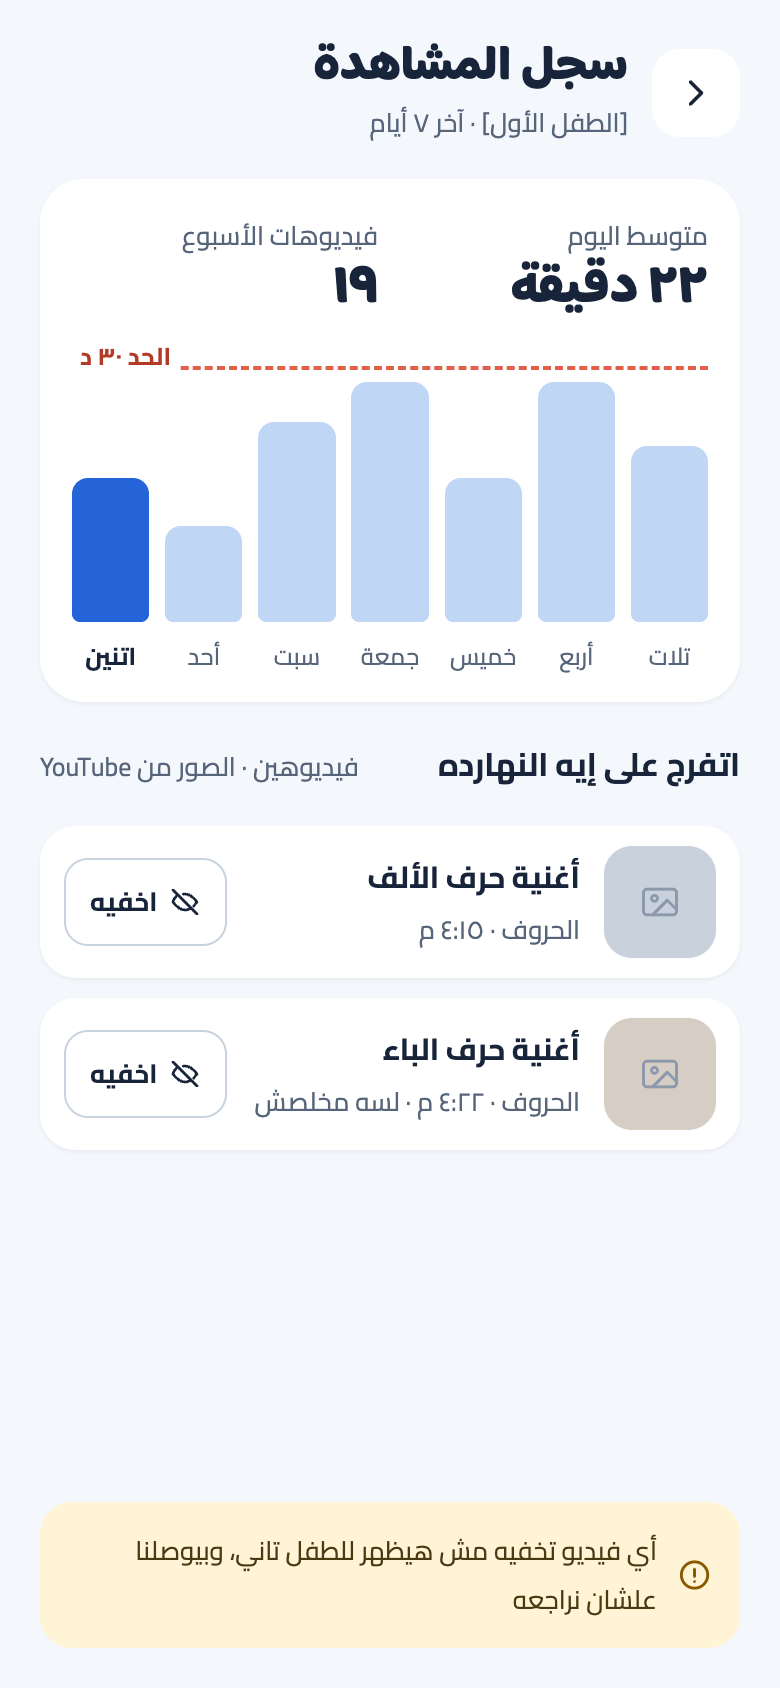 سجل المشاهدة
[الطفل الأول] · آخر ٧ أيام
متوسط اليوم
٢٢ دقيقة
فيديوهات الأسبوع
١٩
الحد ٣٠ د
تلات
أربع
خميس
جمعة
سبت
أحد
اتنين
اتفرج على إيه النهارده
فيديوهين · الصور من YouTube
أغنية حرف الألف
الحروف · ٤:١٥ م
اخفيه
أغنية حرف الباء
الحروف · ٤:٢٢ م · لسه مخلصش
اخفيه
أي فيديو تخفيه مش هيظهر للطفل تاني، وبيوصلنا
علشان نراجعه